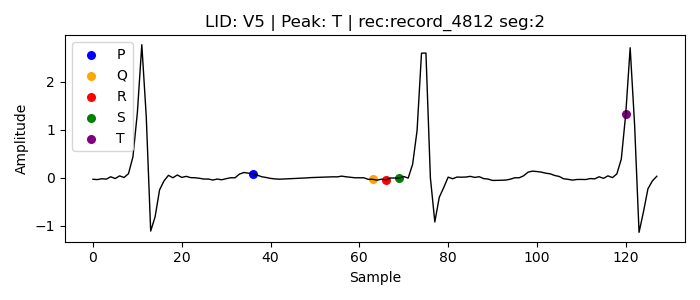 LID: V5 | Peak: T | rec:record_4812 seg:2
P
Q
R
S
T
Amplitude
2
1
0
−1
0 20 40 60 80 100 120
Sample